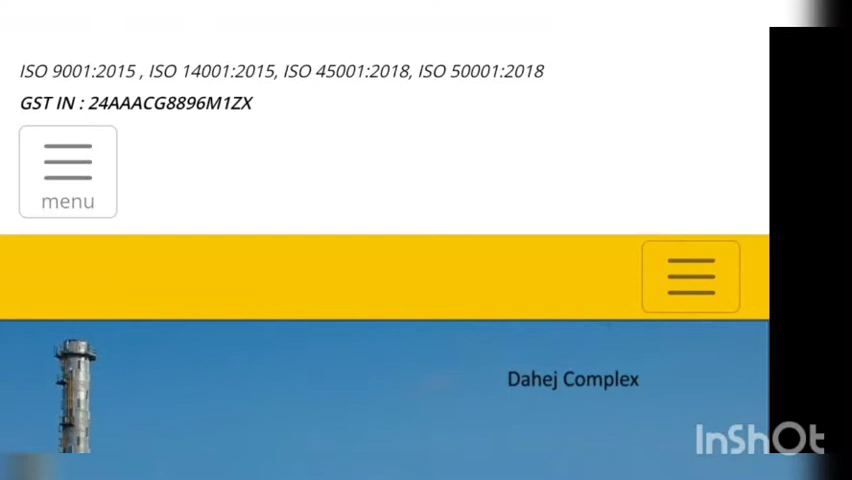 ISO 9001:2015 , ISO 14001:2015, ISO 45001:2018, ISO 50001:2018
GST IN : 24AAACG8896M1ZX
menu
Dahej Complex
InShOt